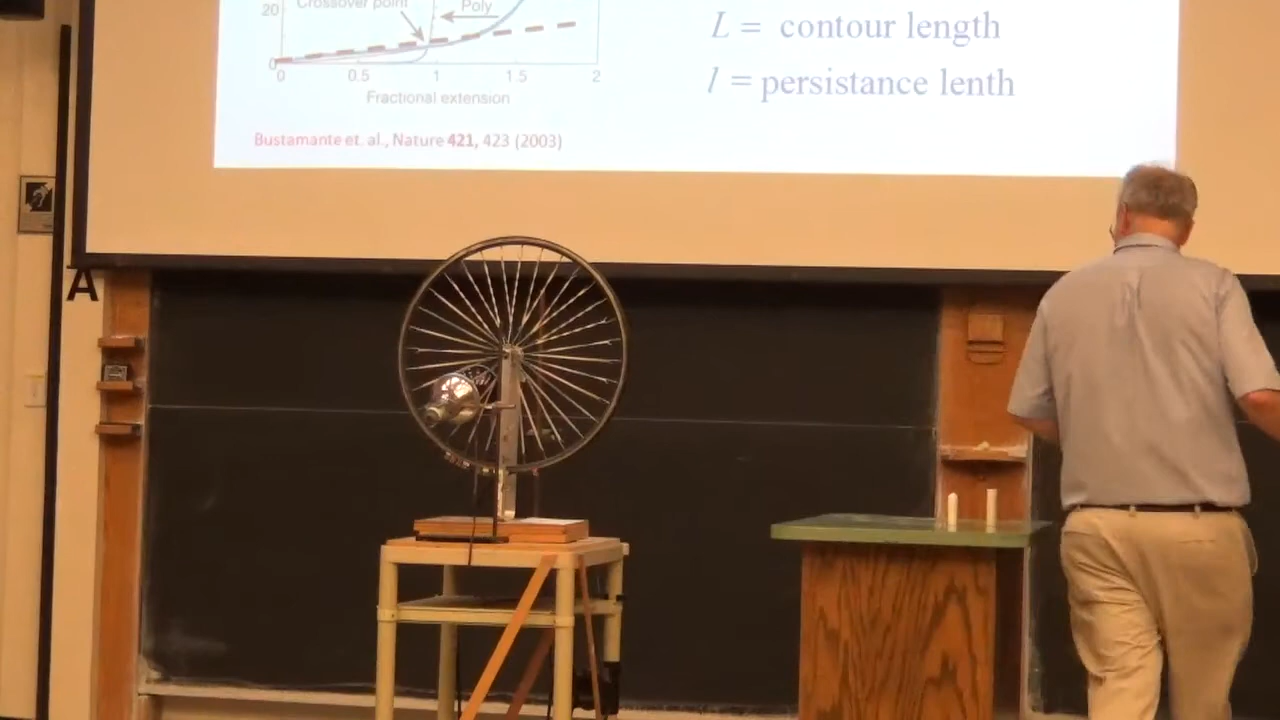 20
Crossover point
Poly
0
0 0.5 1 1.5 2
Fractional extension
Bustamante et. al., Nature 421, 423 (2003)
L = contour length
l = persistance lenth
A